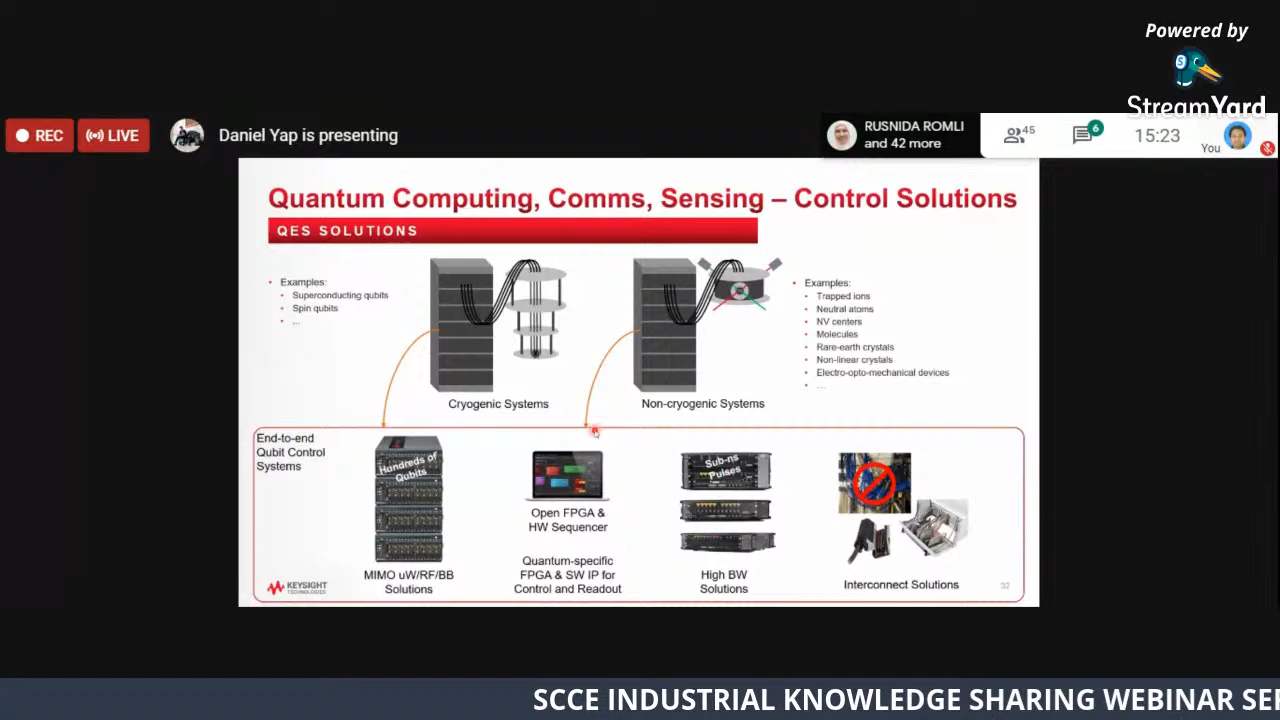 Powered by
StreamYard
REC
LIVE
Daniel Yap is presenting
RUSNIDA ROMLI
and 42 more
45
6
15:23
You
Quantum Computing, Comms, Sensing – Control Solutions
QES SOLUTIONS
• Examples:
• Superconducting qubits
• Spin qubits
• ...
Cryogenic Systems
Non-cryogenic Systems
• Examples:
• Trapped ions
• Neutral atoms
• NV centers
• Molecules
• Rare-earth crystals
• Non-linear crystals
• Electro-opto-mechanical devices
• ...
End-to-end
Qubit Control
Systems
Hundreds of
Qubits
MIMO uW/RF/BB
Solutions
Open FPGA &
HW Sequencer
Quantum-specific
FPGA & SW IP for
Control and Readout
Sub-ns
Pulses
High BW
Solutions
Interconnect Solutions
KEYSIGHT
TECHNOLOGIES
32
SCCE INDUSTRIAL KNOWLEDGE SHARING WEBINAR SE